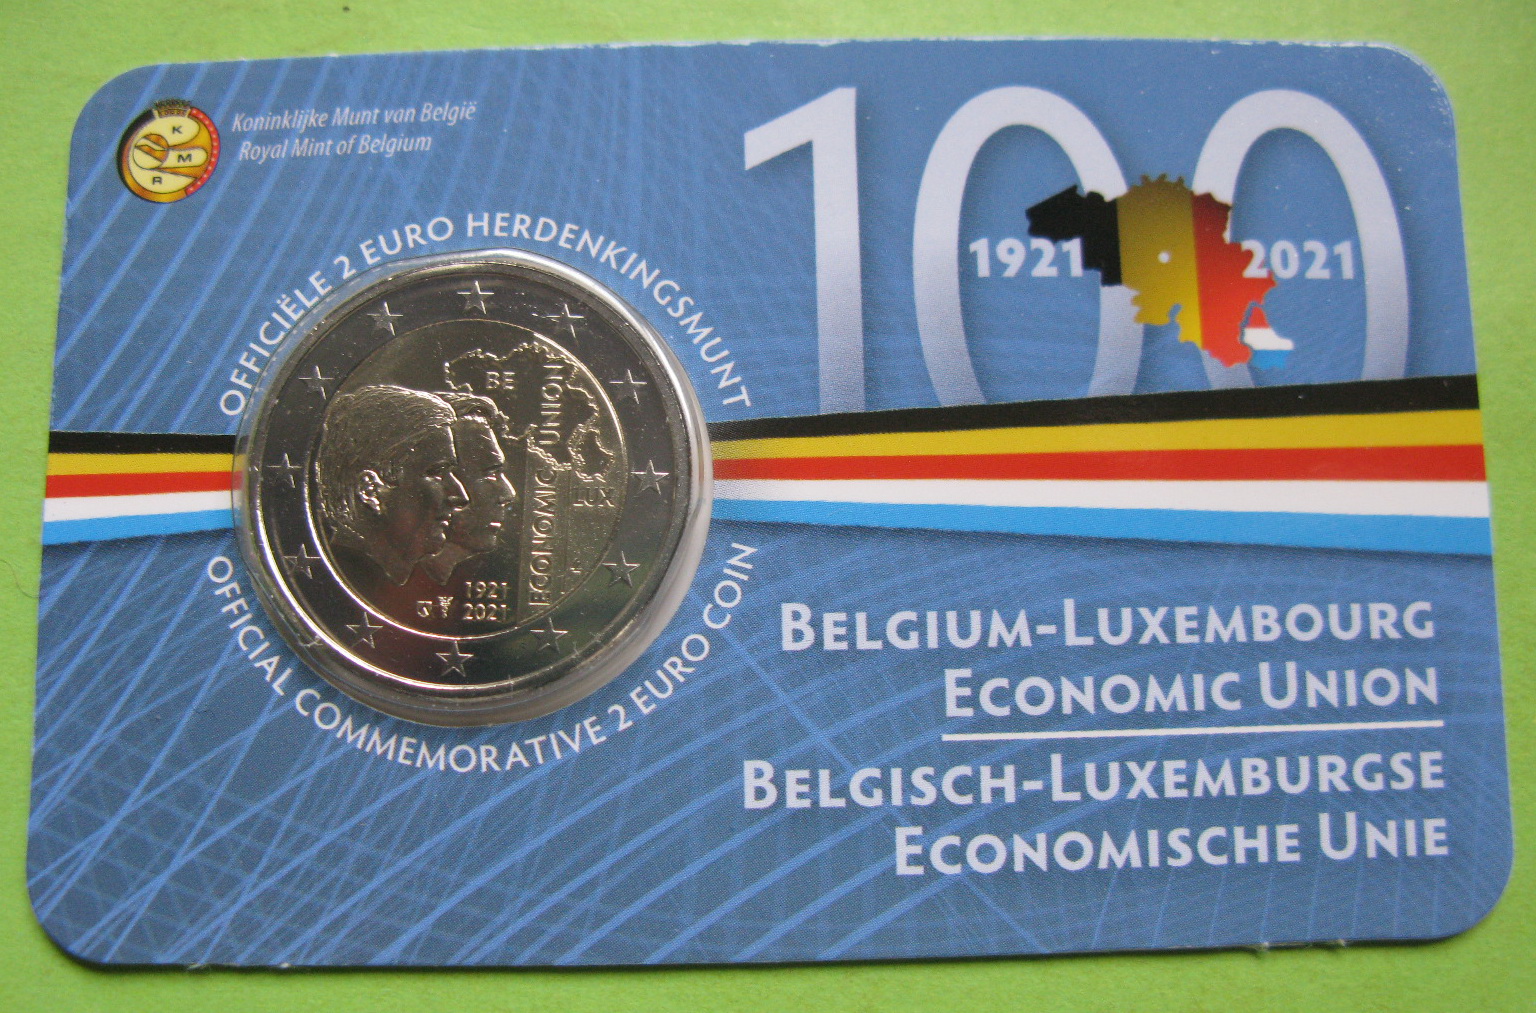 Koninklijke Munt van België
Royal Mint of Belgium
K
M
R
OFFICIËLE 2 EURO HERDENKINGSMUNT
100
1921 2021
BE
ECONOMIC UNION
LUX
1921
2021
OFFICIAL COMMEMORATIVE 2 EURO COIN
BELGIUM-LUXEMBOURG
ECONOMIC UNION
BELGISCH-LUXEMBURGSE
ECONOMISCHE UNIE